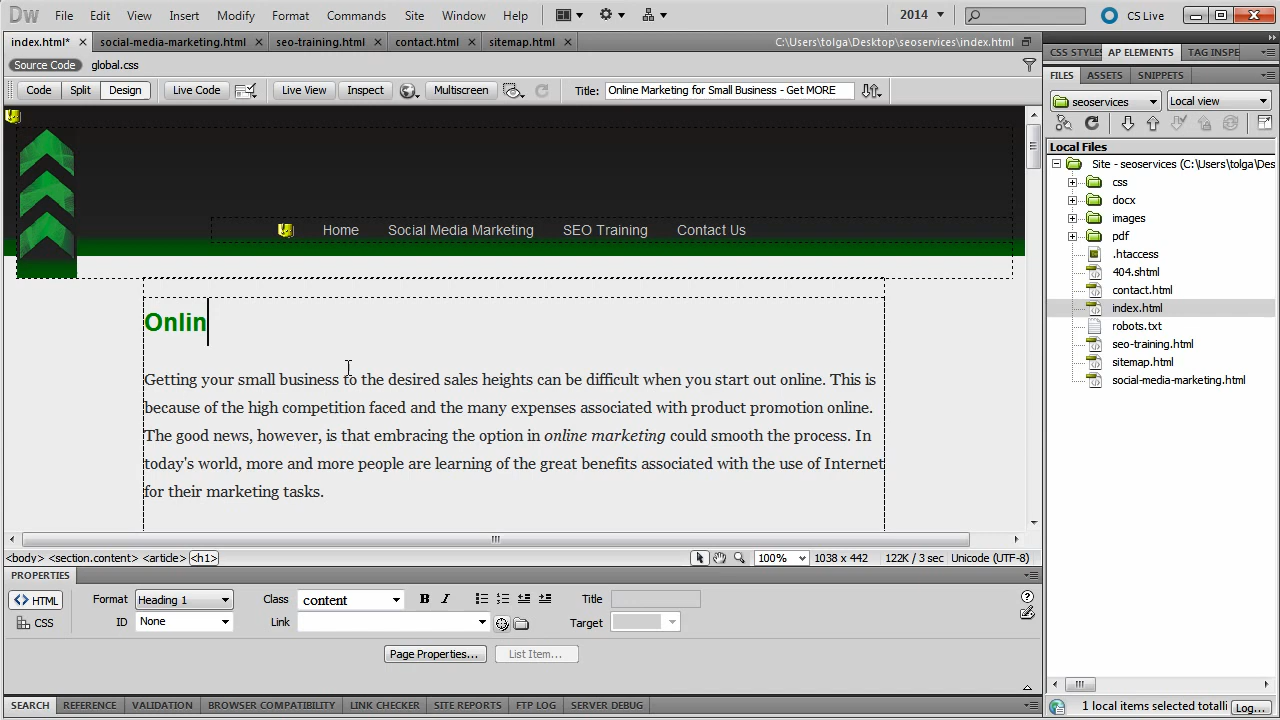 Dw File Edit View Insert Modify Format Commands Site Window Help 2014 CS Live
index.html* social-media-marketing.html seo-training.html contact.html sitemap.html C:\Users\tolga\Desktop\seoservices\index.html
Source Code global.css
Code Split Design Live Code Live View Inspect Multiscreen Title: Online Marketing for Small Business - Get MORE
Home Social Media Marketing SEO Training Contact Us
Onlin
Getting your small business to the desired sales heights can be difficult when you start out online. This is
because of the high competition faced and the many expenses associated with product promotion online.
The good news, however, is that embracing the option in online marketing could smooth the process. In
today's world, more and more people are learning of the great benefits associated with the use of Internet
for their marketing tasks.
<body> <section.content> <article> <h1> 100% 1038 x 442 122K / 3 sec Unicode (UTF-8)
PROPERTIES
<> HTML Format Heading 1 Class content B I Title
CSS ID None Link Target
Page Properties... List Item...
SEARCH REFERENCE VALIDATION BROWSER COMPATIBILITY LINK CHECKER SITE REPORTS FTP LOG SERVER DEBUG
CSS STYLES AP ELEMENTS TAG INSPE
FILES ASSETS SNIPPETS
seoservices Local view
Local Files
Site - seoservices (C:\Users\tolga\Des
css
docx
images
pdf
.htaccess
404.shtml
contact.html
index.html
robots.txt
seo-training.html
sitemap.html
social-media-marketing.html
1 local items selected totalli Log...